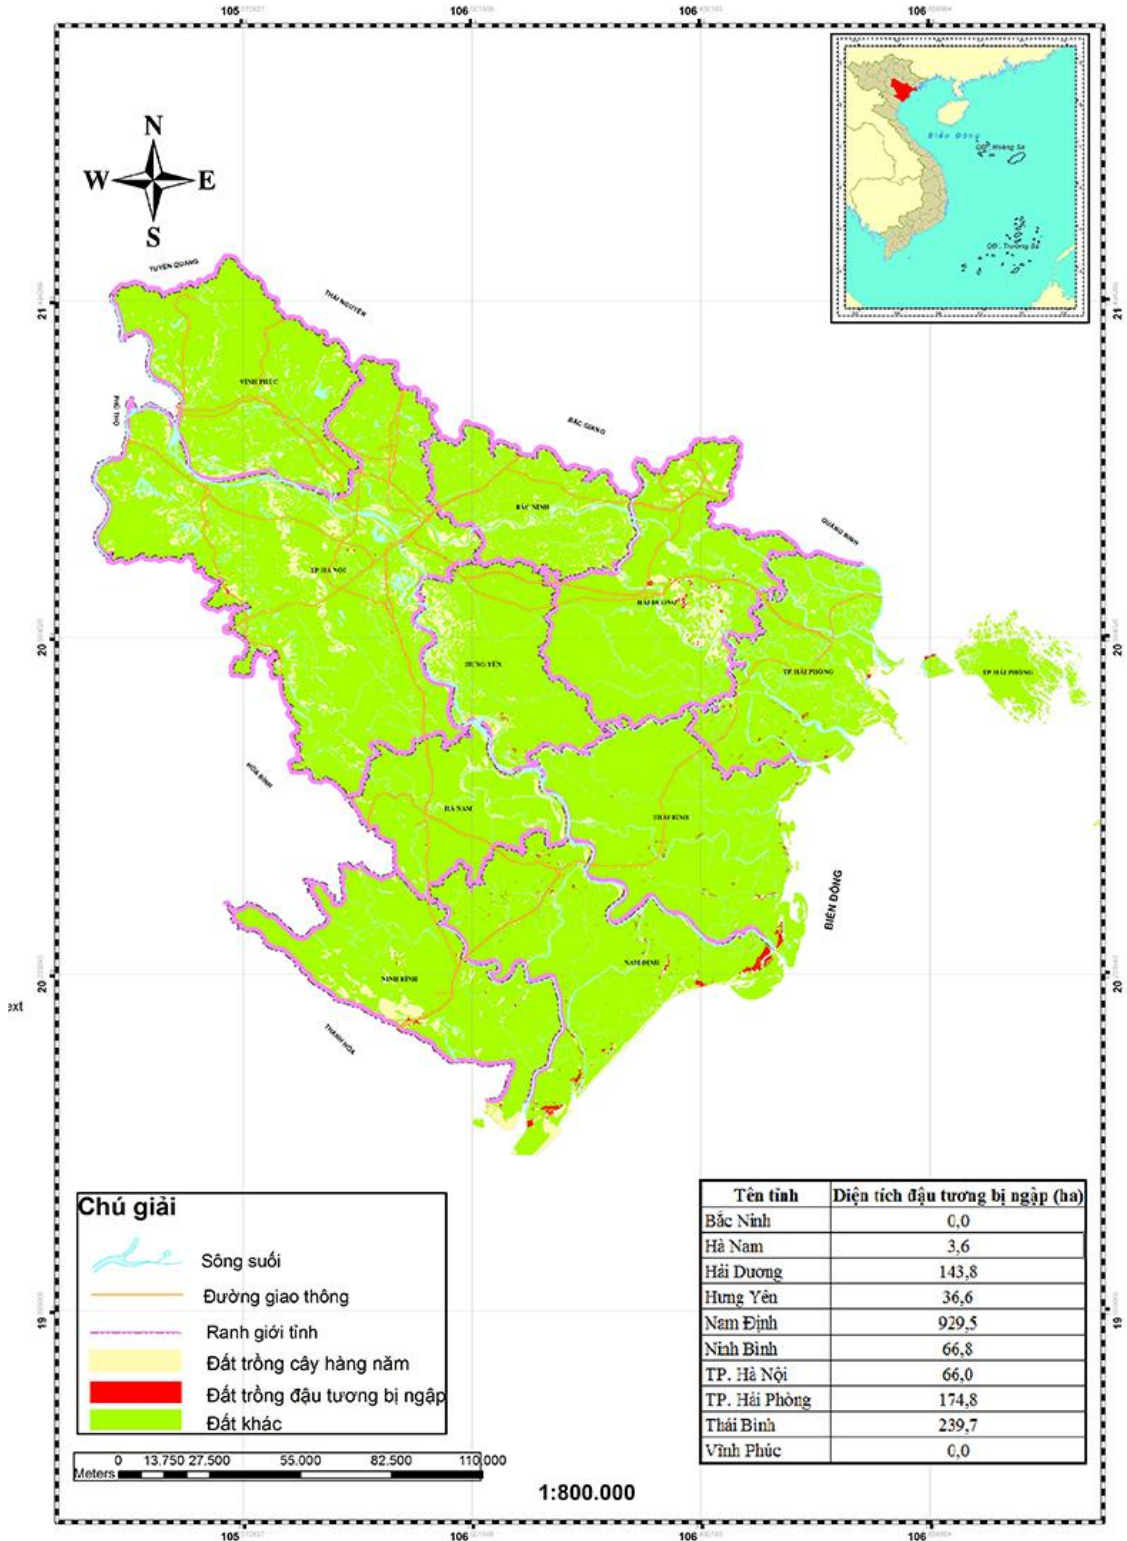 105
106
106
106
N
W E
S
Biển Đông
QĐ. Hoàng Sa
QĐ. Trường Sa
TUYÊN QUANG
THÁI NGUYÊN
21
21
VĨNH PHÚC
PHÚ THỌ
BẮC GIANG
BẮC NINH
QUẢNG NINH
TP HÀ NỘI
HẢI DƯƠNG
20
20
HƯNG YÊN
TP. HẢI PHÒNG
TP. HẢI PHÒNG
HÒA BÌNH
HÀ NAM
THÁI BÌNH
BIỂN ĐÔNG
NAM ĐỊNH
NINH BÌNH
20
20
ext
THANH HÓA
Chú giải
Sông suối
Đường giao thông
Ranh giới tỉnh
Đất trồng cây hàng năm
Đất trồng đậu tương bị ngập
Đất khác
Tên tỉnh Diện tích đậu tương bị ngập (ha)
Bắc Ninh 0,0
Hà Nam 3,6
Hải Dương 143,8
Hưng Yên 36,6
Nam Định 929,5
Ninh Bình 66,8
TP. Hà Nội 66,0
TP. Hải Phòng 174,8
Thái Bình 239,7
Vĩnh Phúc 0,0
19
19
0 13.750 27.500 55.000 82.500 110.000
Meters
1:800.000
105
106
106
106